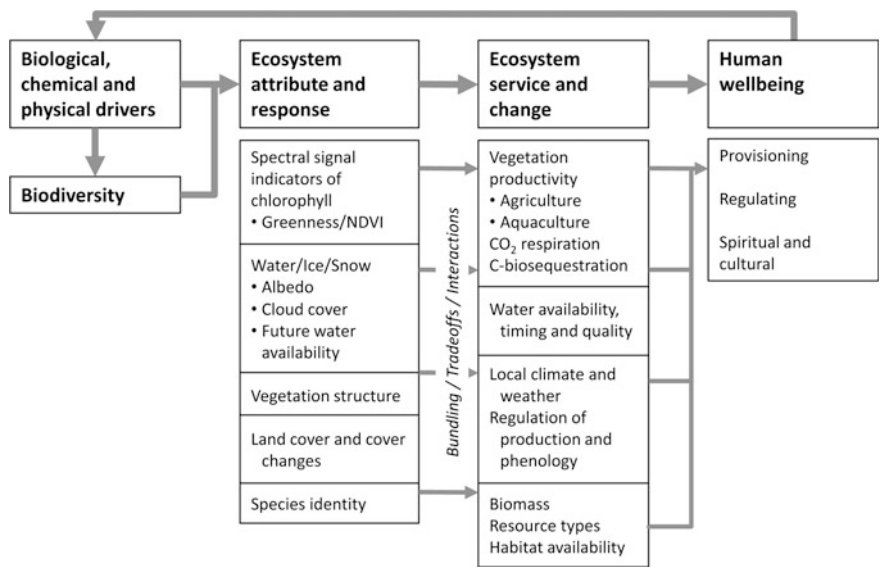 Biological,
chemical and
physical drivers
Biodiversity
Ecosystem
attribute and
response
Ecosystem
service and
change
Human
wellbeing
Spectral signal
indicators of
chlorophyll
• Greenness/NDVI
Water/Ice/Snow
• Albedo
• Cloud cover
• Future water
availability
Vegetation structure
Land cover and cover
changes
Species identity
Bundling / Tradeoffs / Interactions
Vegetation
productivity
• Agriculture
• Aquaculture
CO₂ respiration
C-biosequestration
Water availability,
timing and quality
Local climate and
weather
Regulation of
production and
phenology
Biomass
Resource types
Habitat availability
Provisioning
Regulating
Spiritual and
cultural